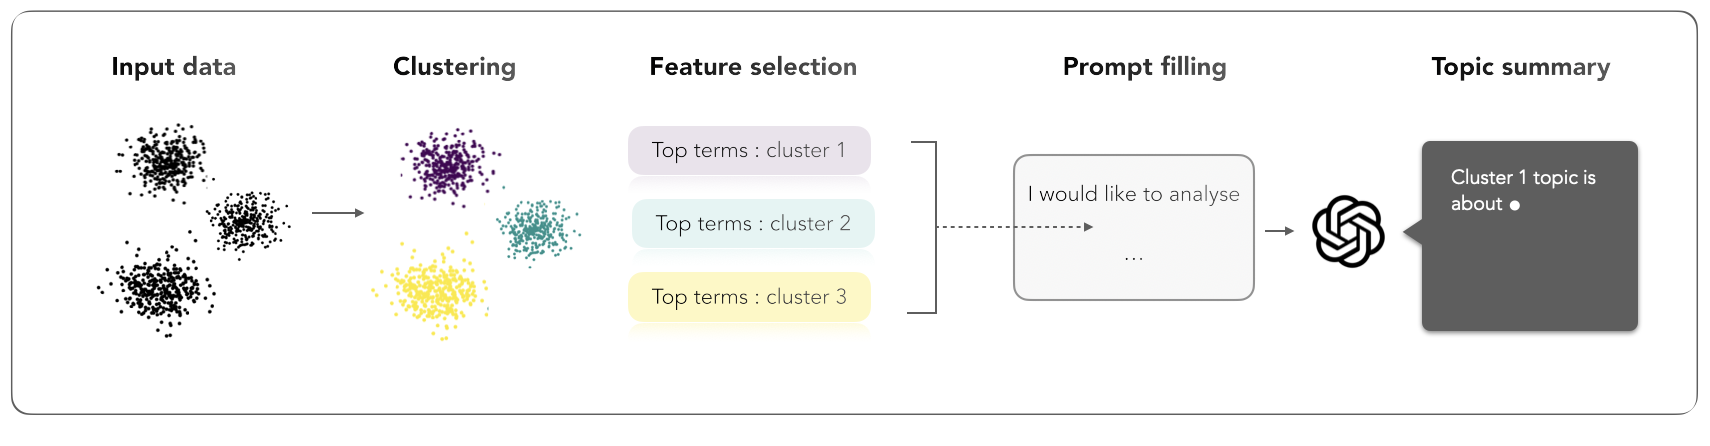 Input data
Clustering
Feature selection
Prompt filling
Topic summary
Top terms : cluster 1
Top terms : cluster 2
Top terms : cluster 3
I would like to analyse
...
Cluster 1 topic is
about